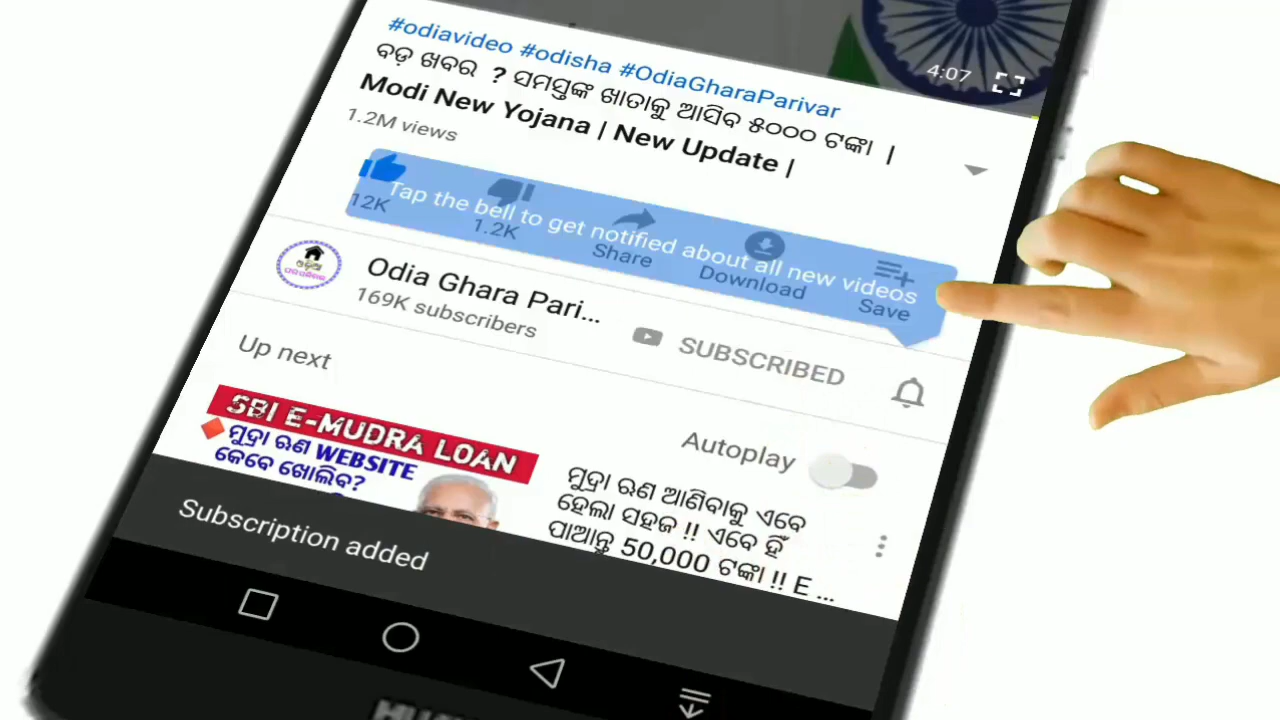 4:07
#odiavideo #odisha #OdiaGharaParivar
ବଡ଼ ଖବର ? ସମସ୍ତଙ୍କ ଖାତାକୁ ଆସିବ ୫୦୦୦ ଟଙ୍କା |
Modi New Yojana | New Update |
1.2M views
Tap the bell to get notified about all new videos
12K
1.2K
Share
Download
Save
Odia Ghara Pari...
169K subscribers
SUBSCRIBED
Up next
Autoplay
SBI E-MUDRA LOAN
ମୁଦ୍ରା ଋଣ WEBSITE
କେବେ ଖୋଲିବ?
ମୁଦ୍ରା ଋଣ ଆଣିବାକୁ ଏବେ
ହେଲା ସହଜ !! ଏବେ ହିଁ
ପାଆନ୍ତୁ 50,000 ଟଙ୍କା !! E ...
Subscription added